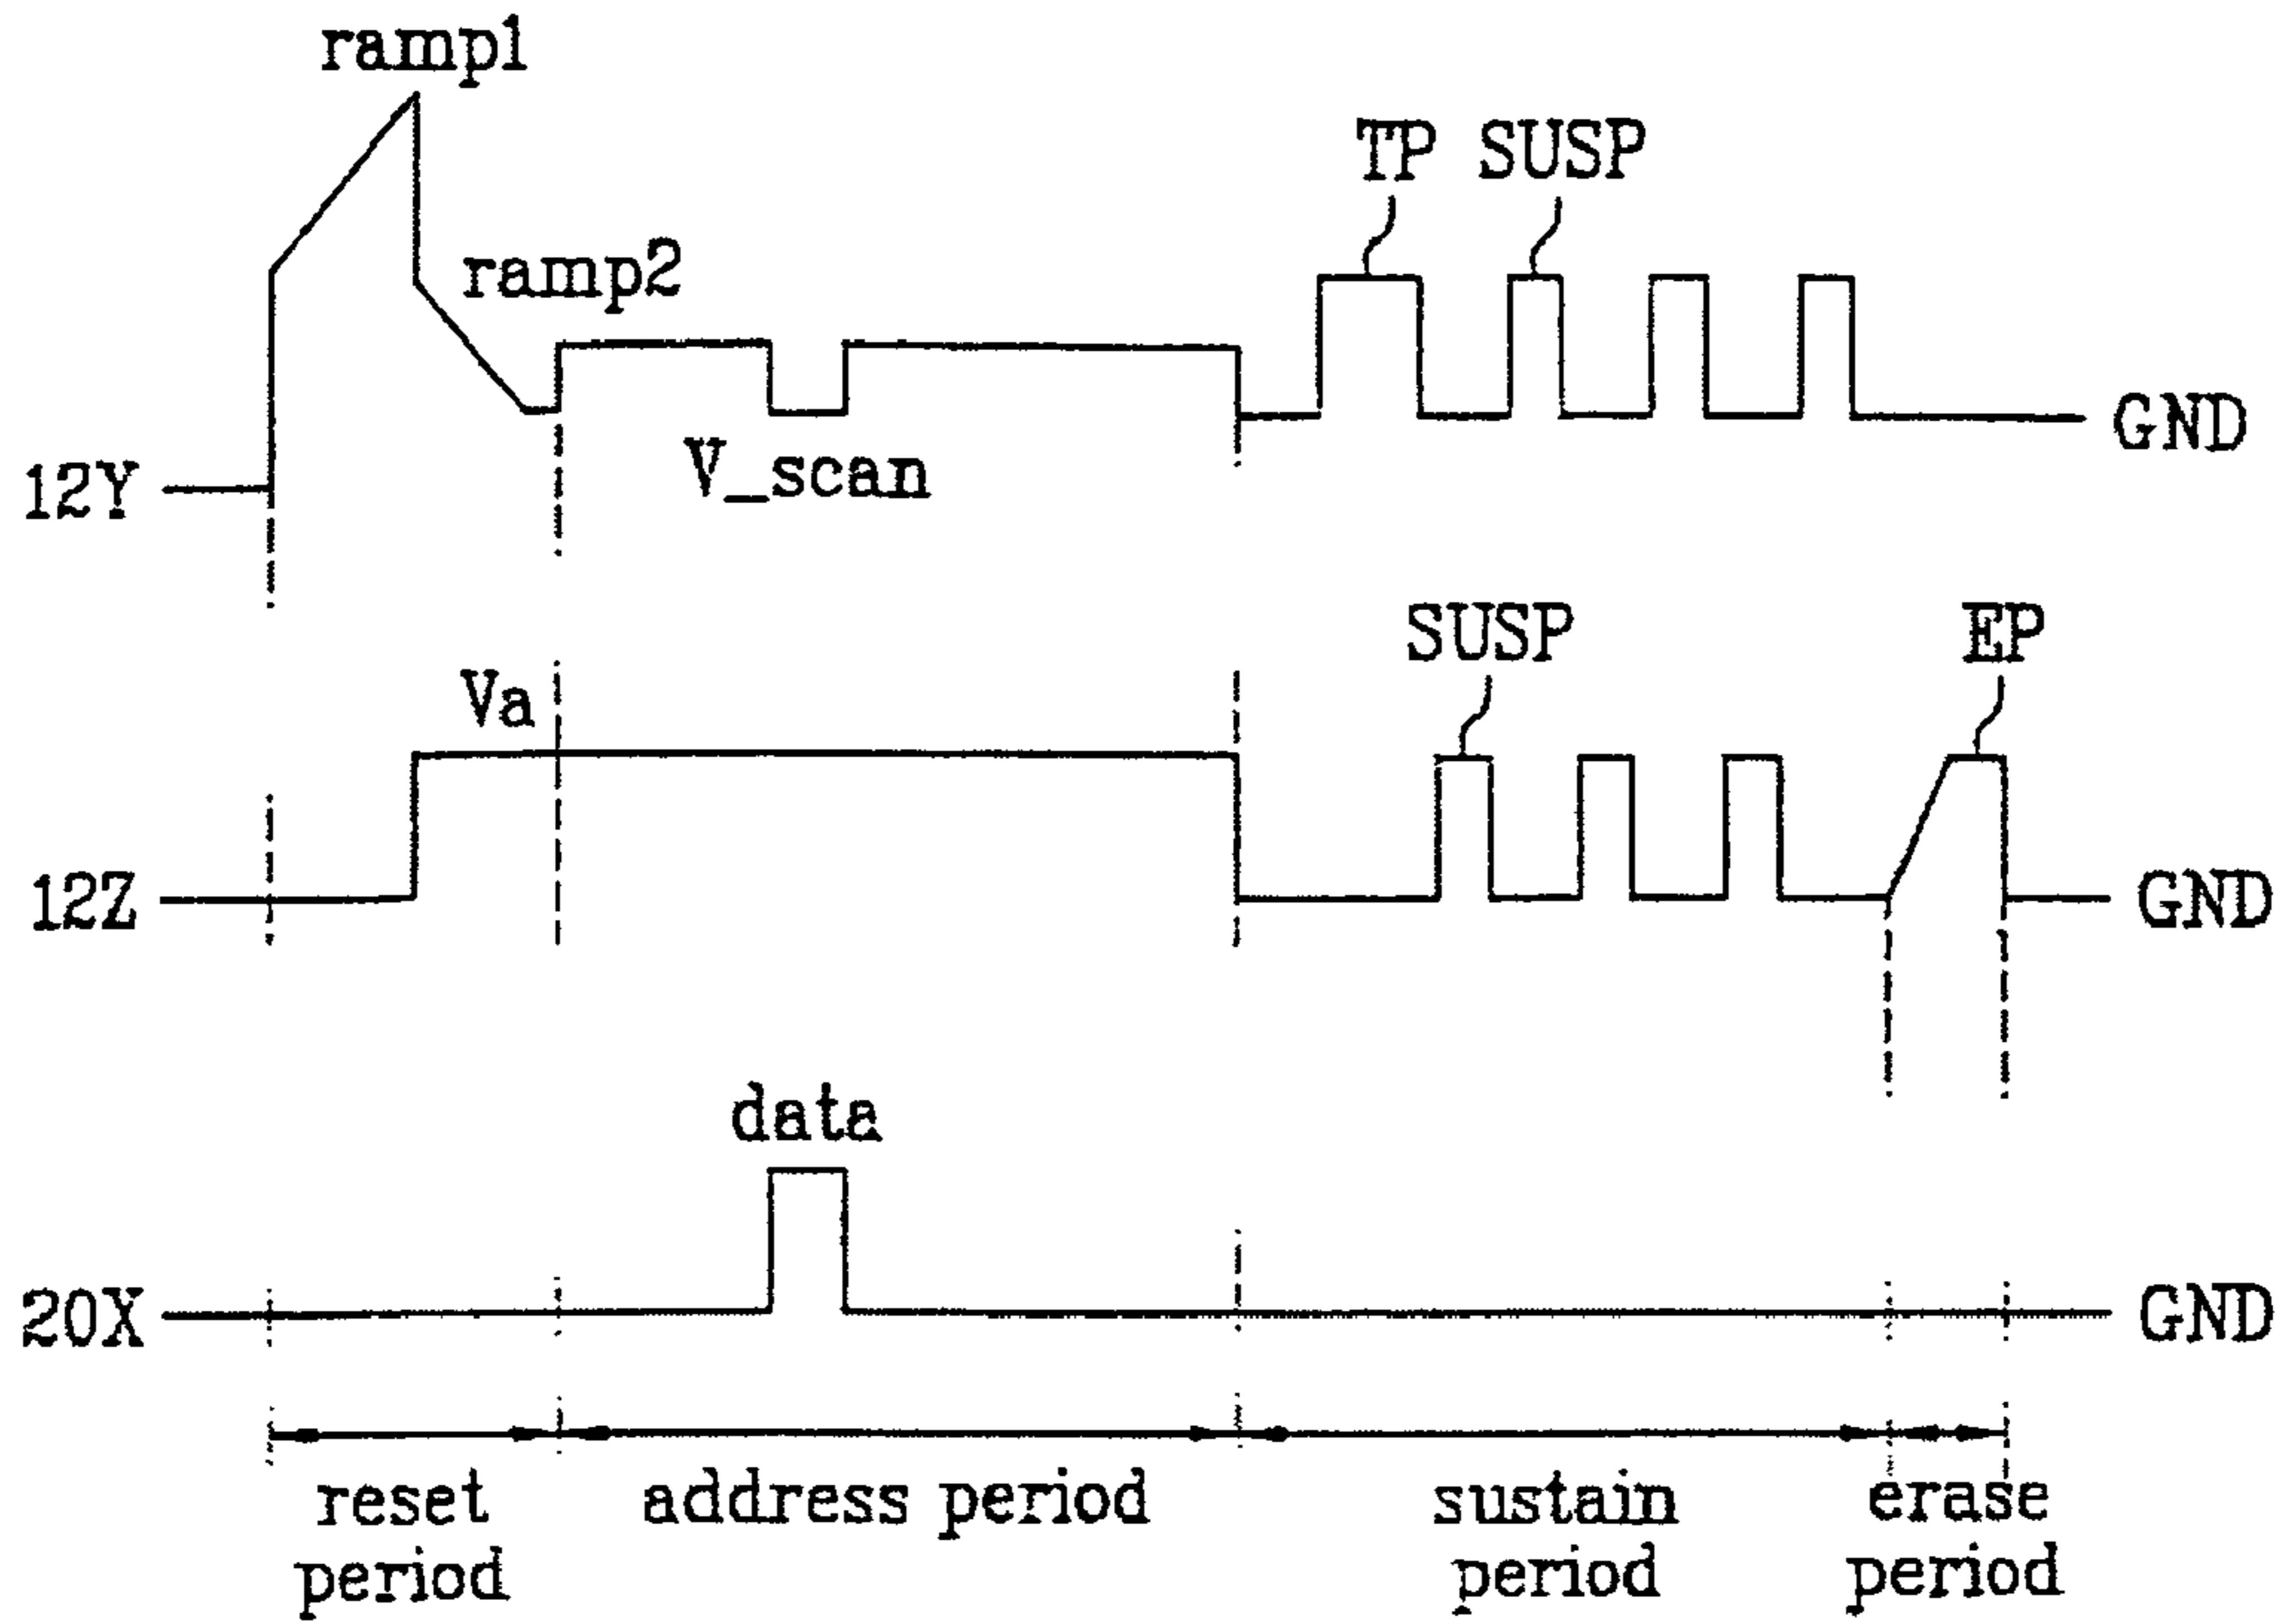 ramp1
TP SUSP
ramp2
GND
12Y
V_scan
SUSP
EP
Va
12Z
GND
data
20X
GND
reset
period
address period
sustain
period
erase
period